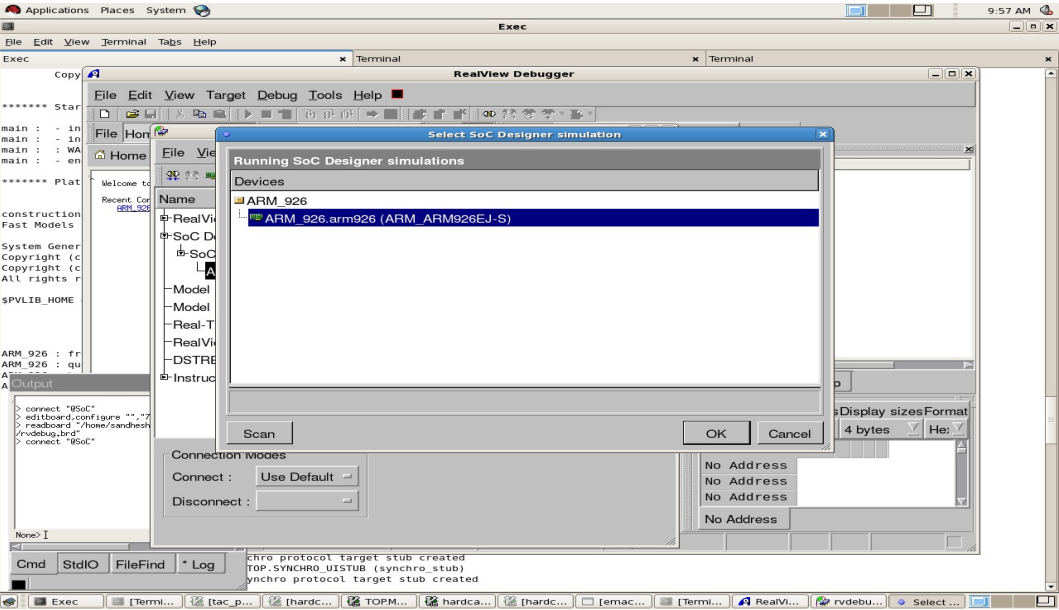 Applications Places System
9:57 AM
Exec
File Edit View Terminal Tabs Help
Exec
Terminal
Terminal
Copy
******* Star
main : - in
main : - in
main : : WA
main : - en
******* Plat
construction
Fast Models
System Gener
Copyright (c
Copyright (c
All rights r
$PVLIB_HOME
ARM_926 : fr
ARM_926 : qu
RealView Debugger
File Edit View Target Debug Tools Help
File Hom
Home
Welcome to
Recent Con
ARM_926
File Vie
Name
RealVi
SoC D
SoC
A
Model
Model
Real-T
RealVi
DSTRE
Instruc
Select SoC Designer simulation
Running SoC Designer simulations
Devices
ARM_926
ARM_926.arm926 (ARM_ARM926EJ-S)
Scan
OK
Cancel
Connection Modes
Connect : Use Default
Disconnect :
Output
> connect "@SoC"
> editboard,configure "","7
> readboard "/home/sandhesh
/rvdebug.brd"
> connect "@SoC"
None>
Cmd StdIO FileFind * Log
s Display sizes Format
4 bytes
He:
No Address
No Address
No Address
No Address
chro protocol target stub created
TOP.SYNCHRO_UISTUB (synchro_stub)
ynchro protocol target stub created
Exec
[Termi...
[tac_p...
[hardc...
TOP.M...
hardca...
[hardc...
[emac...
[Termi...
RealVi...
rvdebu...
Select ...